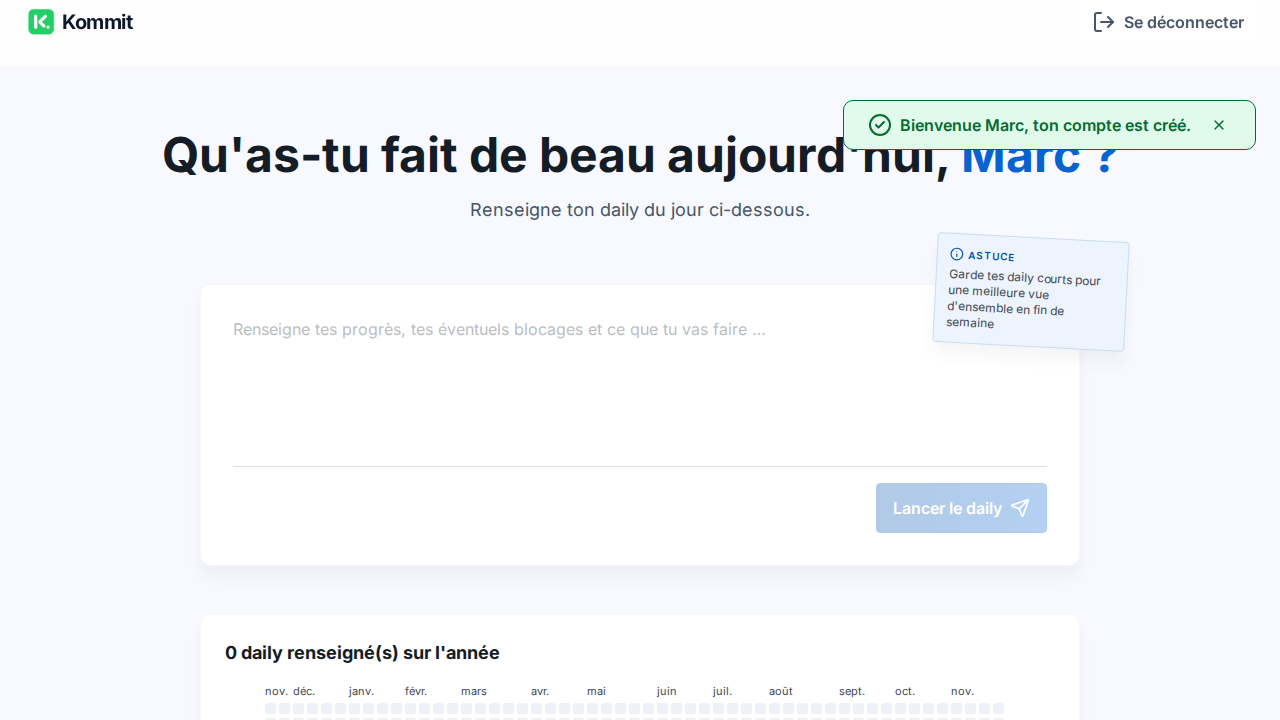 Kommit
Se déconnecter
Bienvenue Marc, ton compte est créé.
Qu'as-tu fait de beau aujourd'hui, Marc ?
Renseigne ton daily du jour ci-dessous.
ASTUCE
Garde tes daily courts pour
une meilleure vue
d'ensemble en fin de
semaine
Renseigne tes progrès, tes éventuels blocages et ce que tu vas faire ...
Lancer le daily
0 daily renseigné(s) sur l'année
nov. déc. janv. févr. mars avr. mai juin juil. août sept. oct. nov.